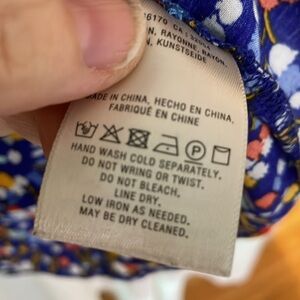 N, RAYONNE, RAYON,
N, KUNSTSEIDE
MADE IN CHINA, HECHO EN CHINA,
FABRIQUÉ EN CHINE
HAND WASH COLD SEPARATELY.
DO NOT WRING OR TWIST.
DO NOT BLEACH.
LINE DRY.
LOW IRON AS NEEDED.
MAY BE DRY CLEANED.